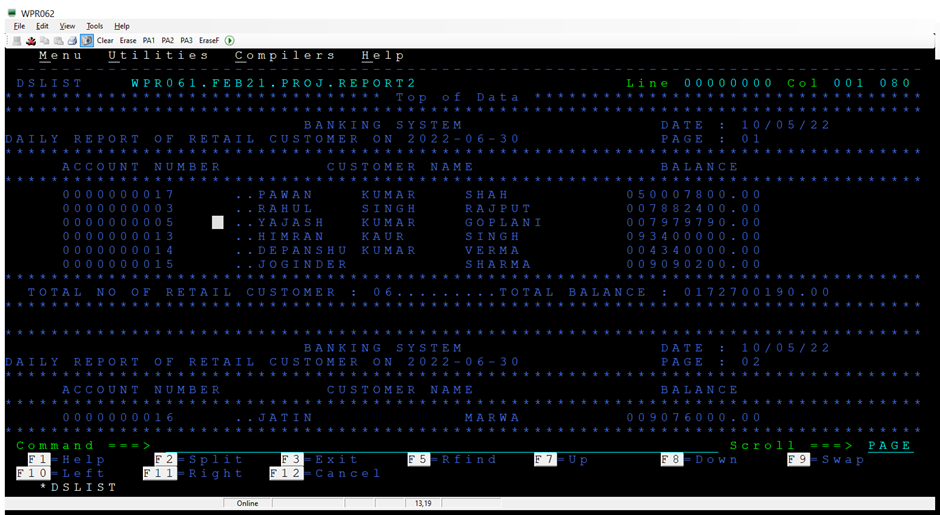 WPR062
File Edit View Tools Help
Clear Erase PA1 PA2 PA3 EraseF
Menu Utilities Compilers Help
DSLIST WPR061.FEB21.PROJ.REPORT2 Line 00000000 Col 001 080
Top of Data
BANKING SYSTEM DATE : 10/05/22
DAILY REPORT OF RETAIL CUSTOMER ON 2022-06-30 PAGE : 01
ACCOUNT NUMBER CUSTOMER NAME BALANCE
0000000017 ..PAWAN KUMAR SHAH 050007800.00
0000000003 ..RAHUL SINGH RAJPUT 007882400.00
0000000005 ..YAJASH KUMAR GOPLANI 007979790.00
0000000013 ..HIMRAN KAUR SINGH 093400000.00
0000000014 ..DEPANSHU KUMAR VERMA 004340000.00
0000000015 ..JOGINDER SHARMA 009090200.00
TOTAL NO OF RETAIL CUSTOMER : 06.........TOTAL BALANCE : 0172700190.00
BANKING SYSTEM DATE : 10/05/22
DAILY REPORT OF RETAIL CUSTOMER ON 2022-06-30 PAGE : 02
ACCOUNT NUMBER CUSTOMER NAME BALANCE
0000000016 ..JATIN MARWA 009076000.00
Command ===> Scroll ===> PAGE
F1=Help F2=Split F3=Exit F5=Rfind F7=Up F8=Down F9=Swap
F10=Left F11=Right F12=Cancel
*DSLIST
Online 13,19